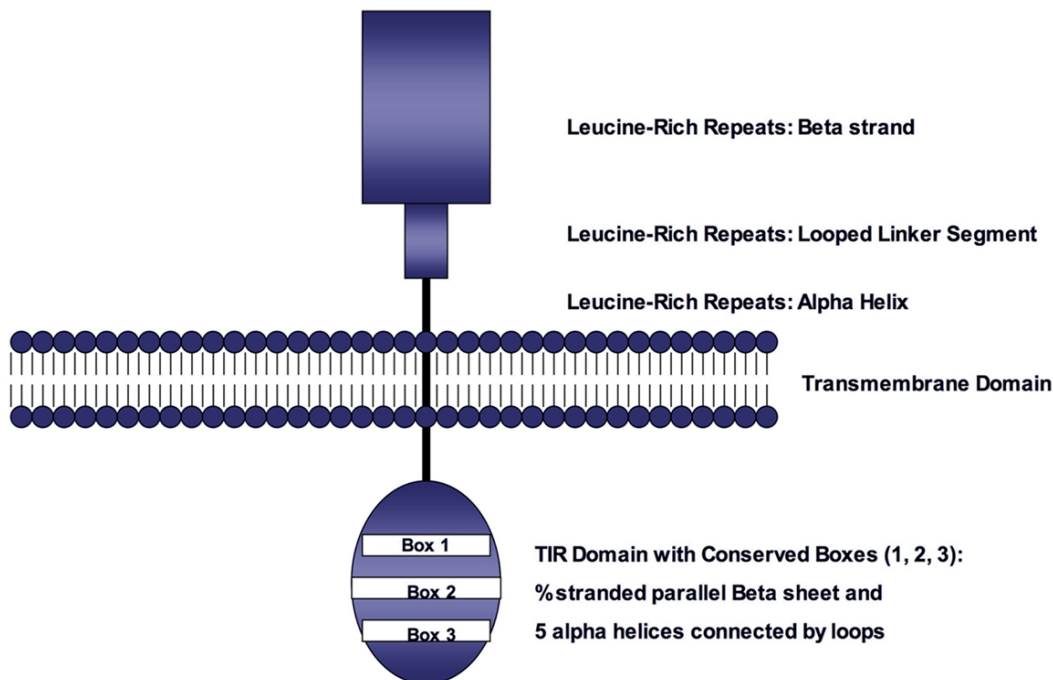 Leucine-Rich Repeats: Beta strand
Leucine-Rich Repeats: Looped Linker Segment
Leucine-Rich Repeats: Alpha Helix
Transmembrane Domain
Box 1
Box 2
Box 3
TIR Domain with Conserved Boxes (1, 2, 3):
% stranded parallel Beta sheet and
5 alpha helices connected by loops